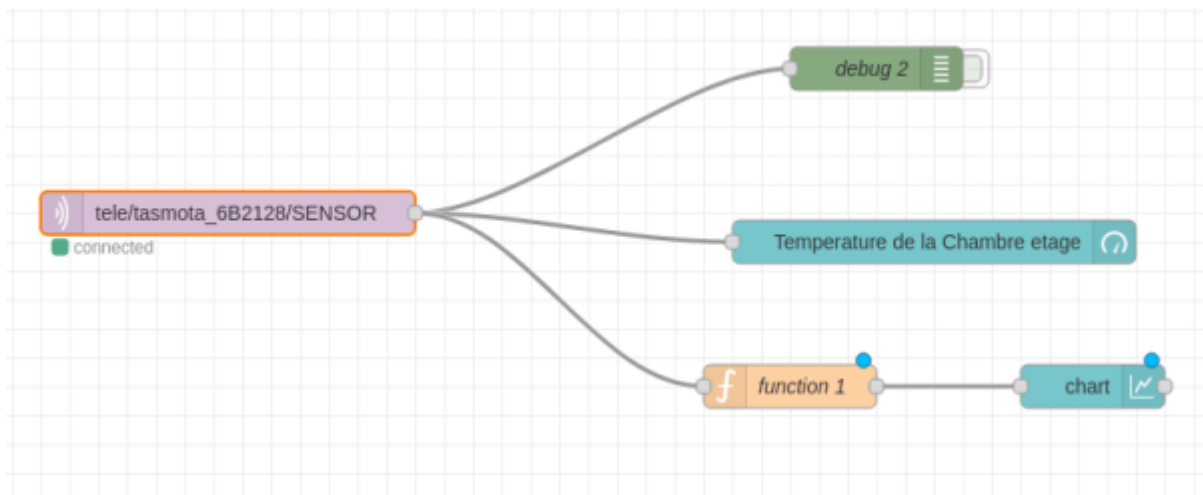 debug 2
tele/tasmota_6B2128/SENSOR
connected
Temperature de la Chambre etage
function 1
chart